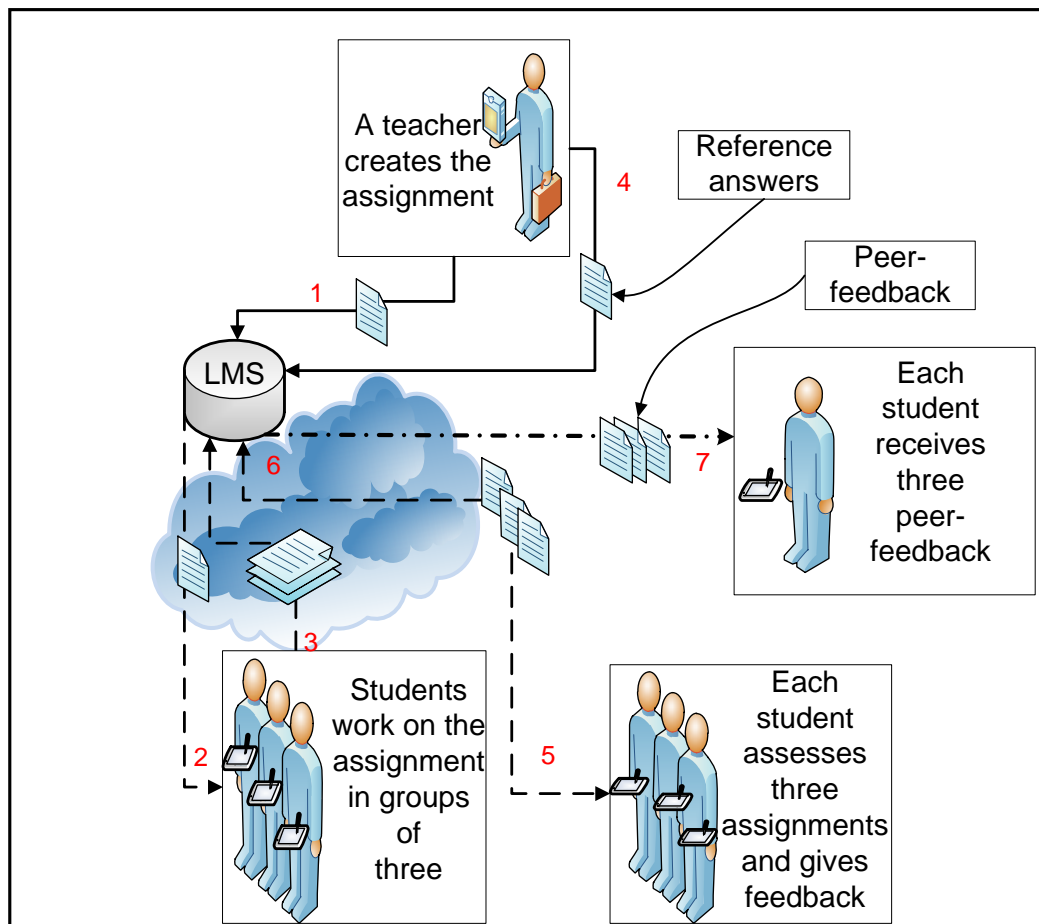 A teacher
creates the
assignment
4
Reference
answers
Peer-
feedback
1
LMS
Each
student
receives
three
peer-
feedback
6
7
3
2
Students
work on the
assignment
in groups
of
three
5
Each
student
assesses
three
assignments
and gives
feedback